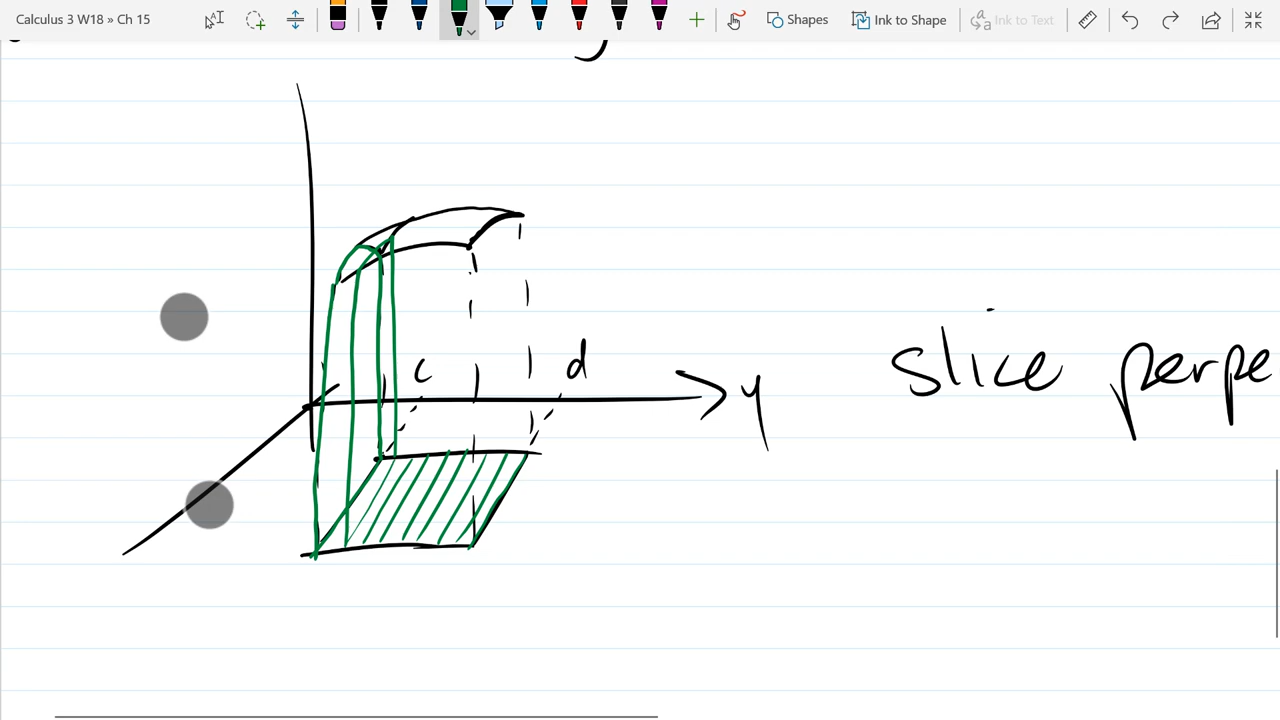 Calculus 3 W18 » Ch 15
Shapes
Ink to Shape
Ink to Text
c
d
y
slice perpe